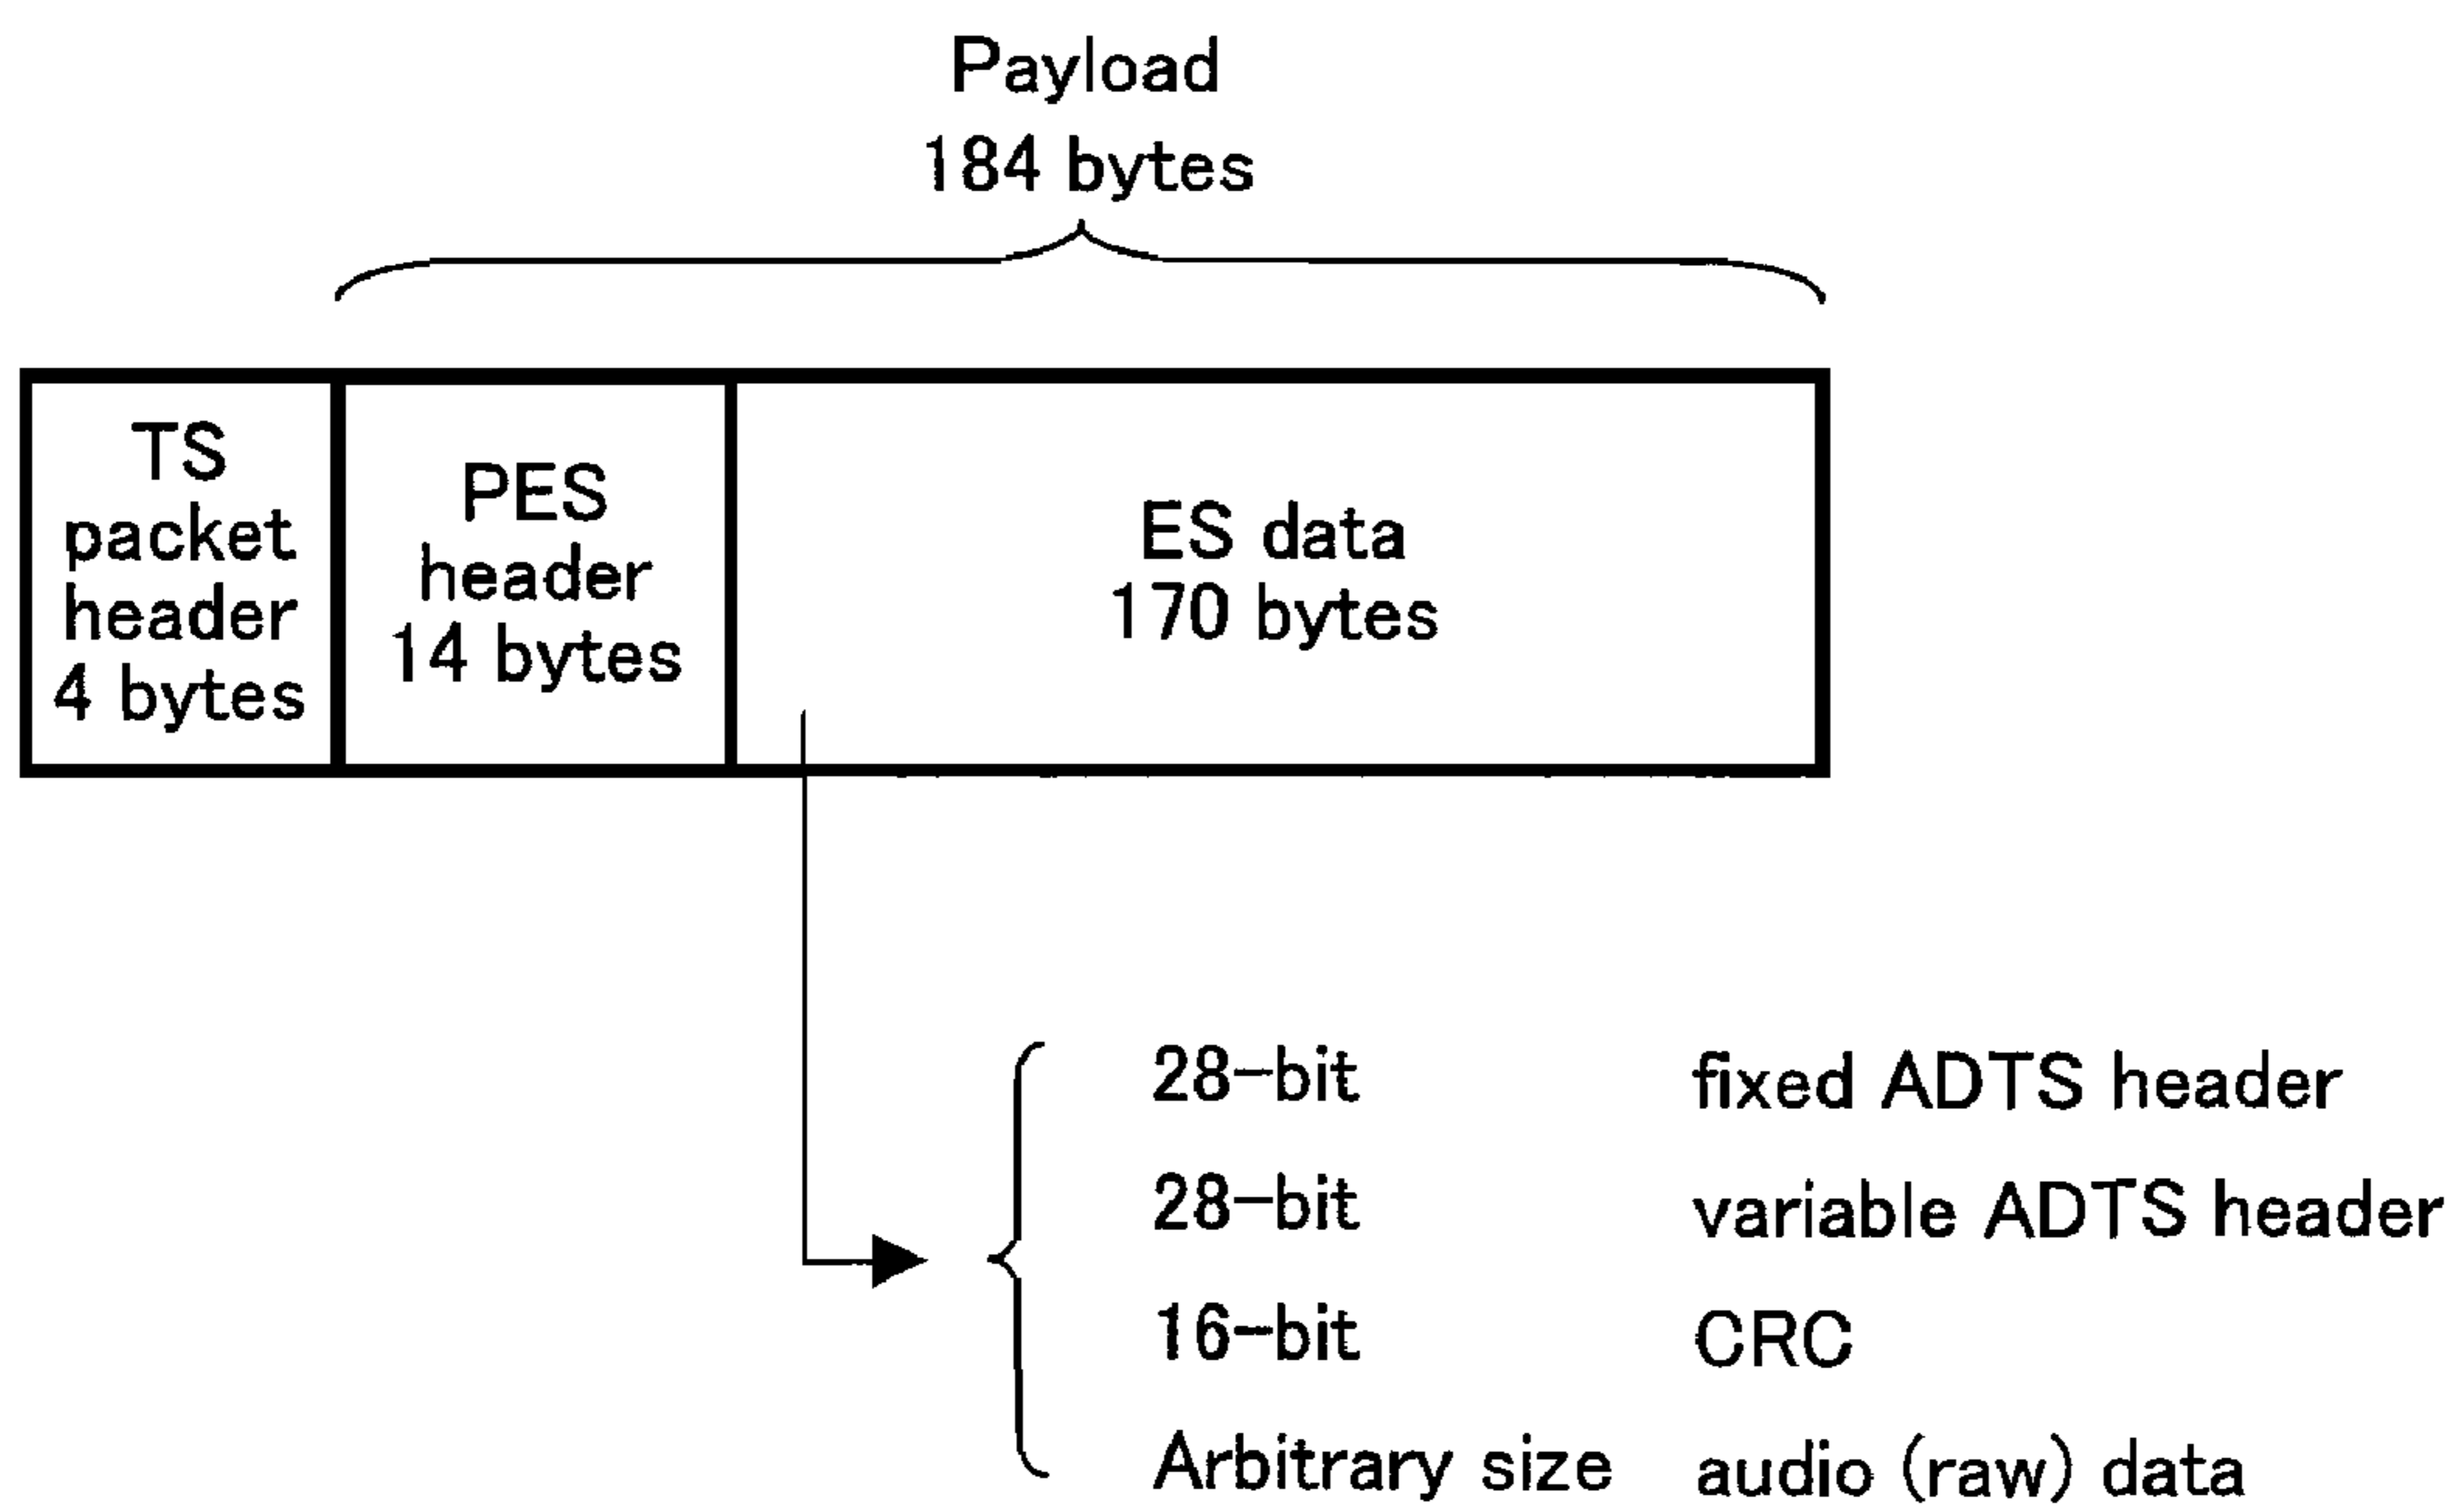 Payload
184 bytes
TS
packet
header
4 bytes
PES
header
14 bytes
ES data
170 bytes
28-bit fixed ADTS header
28-bit variable ADTS header
16-bit CRC
Arbitrary size audio (raw) data